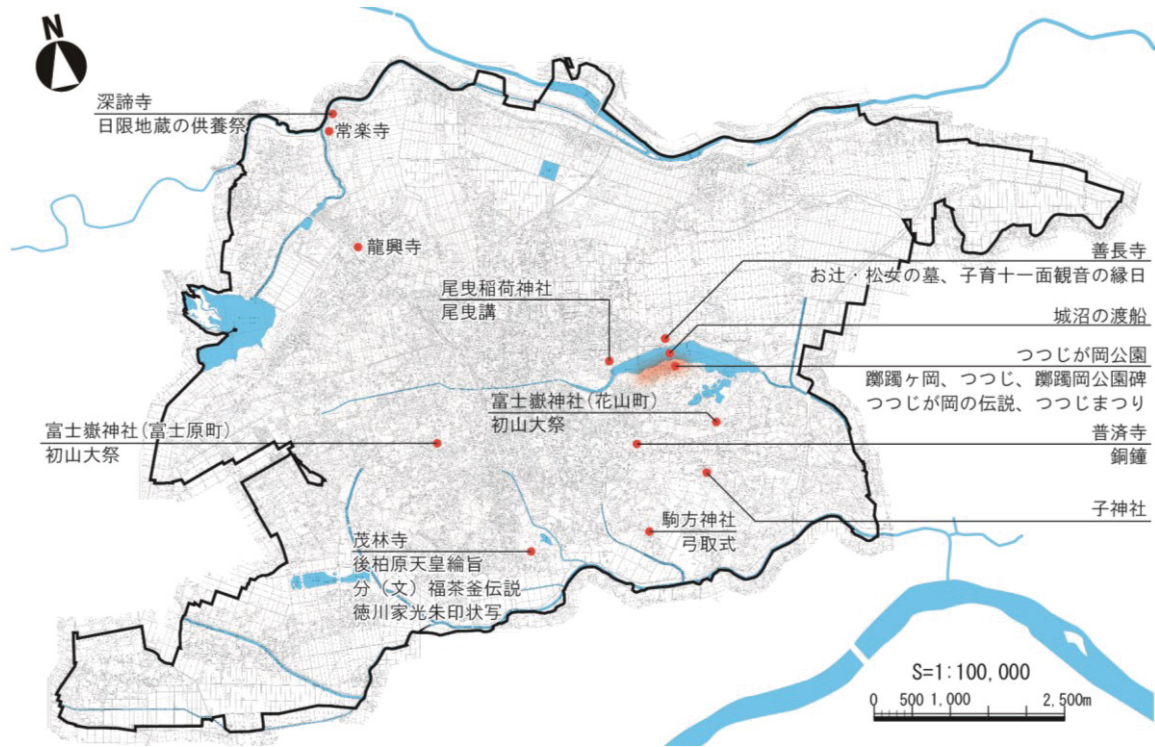 N
深諦寺
日限地蔵の供養祭
常楽寺
龍興寺
善長寺
お辻・松女の墓、子育十一面観音の縁日
尾曳稲荷神社
尾曳講
城沼の渡船
つつじが岡公園
躑躅ヶ岡、つつじ、躑躅岡公園碑
つつじが岡の伝説、つつじまつり
富士嶽神社(花山町)
初山大祭
富士嶽神社(富士原町)
初山大祭
普済寺
銅鐘
子神社
駒方神社
弓取式
茂林寺
後柏原天皇綸旨
分(文)福茶釜伝説
徳川家光朱印状写
S=1:100,000
0 500 1,000 2,500m